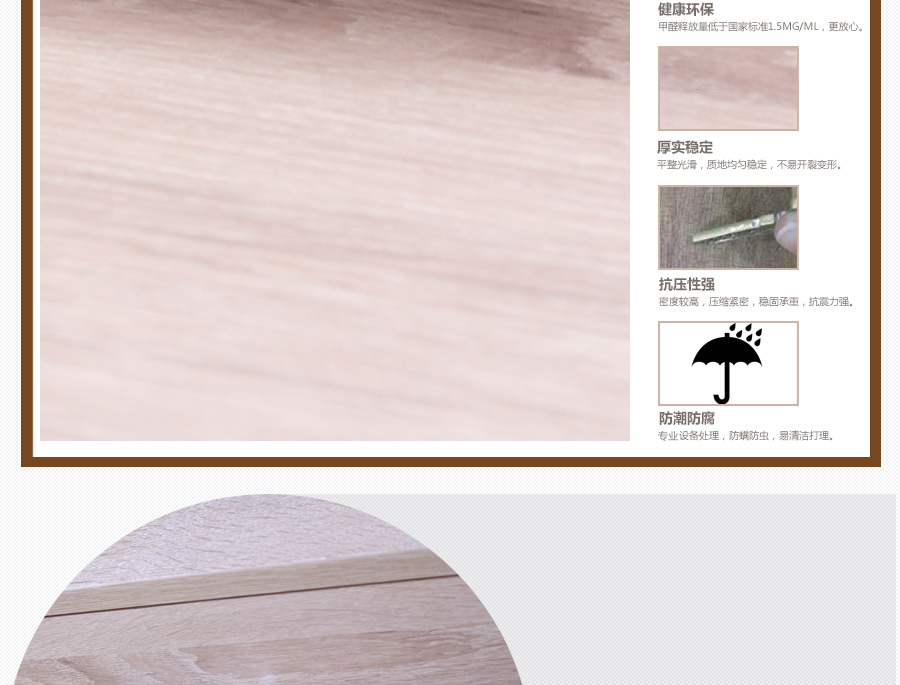 健康环保
甲醛释放量低于国家标准1.5MG/ML，更放心。
厚实稳定
平整光滑，质地均匀稳定，不易开裂变形。
抗压性强
密度较高，压缩紧密，稳固承重，抗震力强。
防潮防腐
专业设备处理，防螨防虫，易清洁打理。